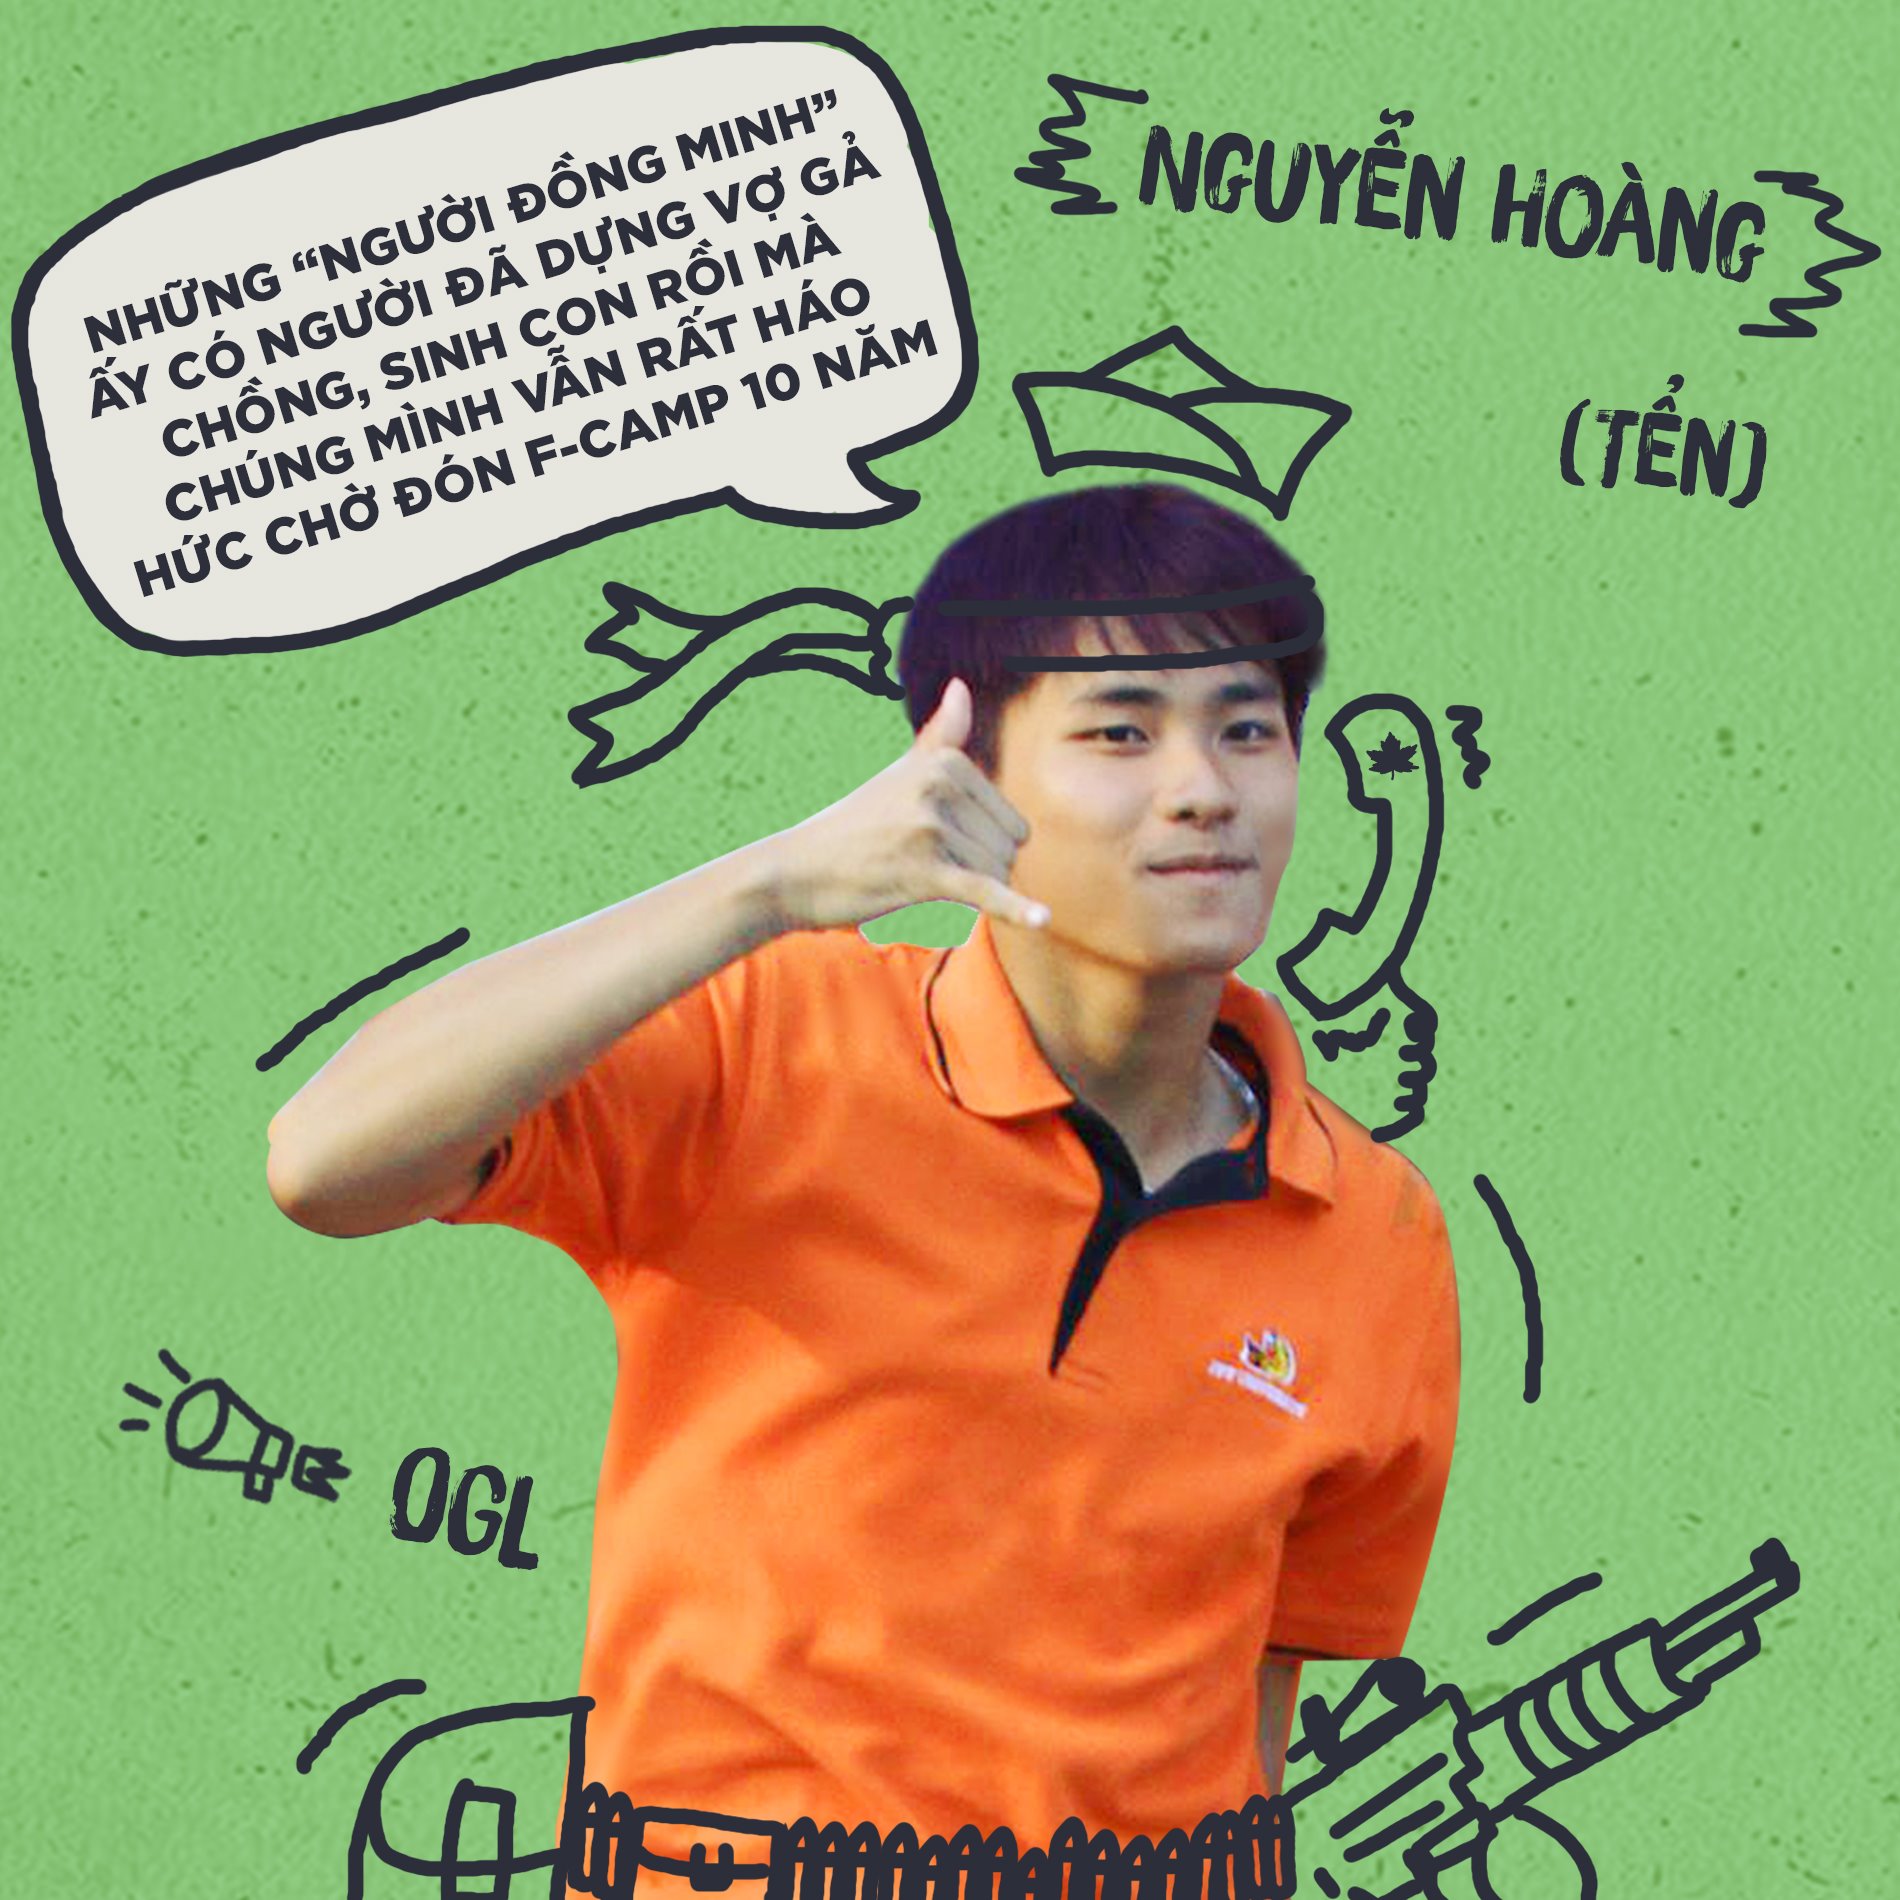 NHỮNG “NGƯỜI ĐỒNG MINH”
ẤY CÓ NGƯỜI ĐÃ DỰNG VỢ GẢ
CHỒNG, SINH CON RỒI MÀ
CHÚNG MÌNH VẪN RẤT HÁO
HỨC CHỜ ĐÓN F-CAMP 10 NĂM
NGUYỄN HOÀNG
(TỂN)
OGL